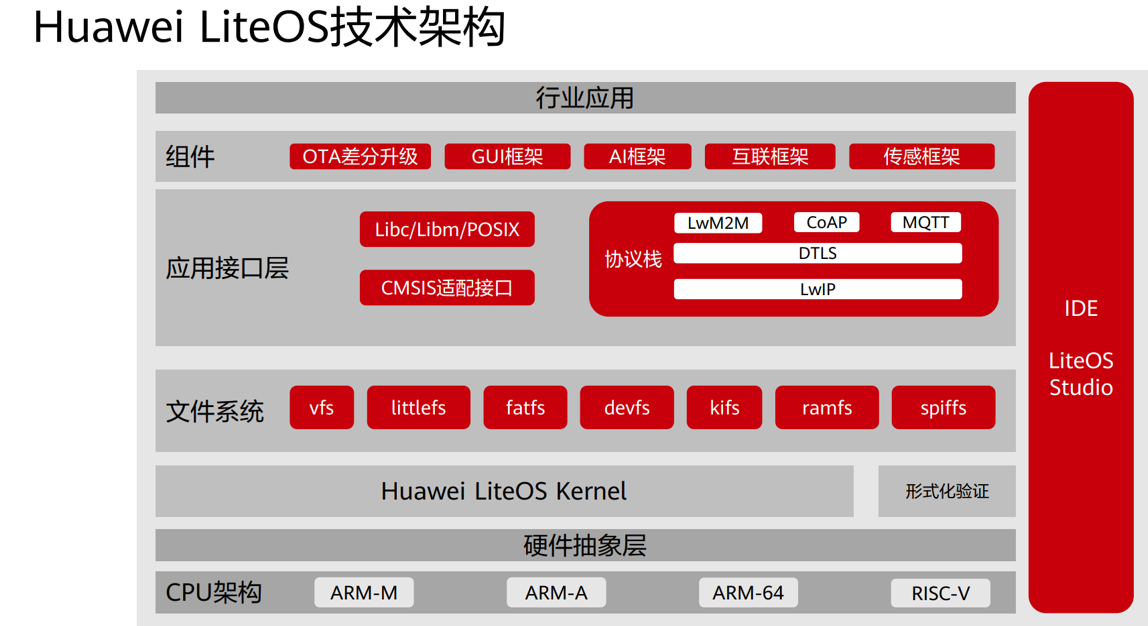 Huawei LiteOS技术架构
行业应用
组件
OTA差分升级
GUI框架
AI框架
互联框架
传感框架
应用接口层
Libc/Libm/POSIX
CMSIS适配接口
协议栈
LwM2M
CoAP
MQTT
DTLS
LwIP
文件系统
vfs
littlefs
fatfs
devfs
kifs
ramfs
spiffs
Huawei LiteOS Kernel
形式化验证
硬件抽象层
CPU架构
ARM-M
ARM-A
ARM-64
RISC-V
IDE
LiteOS
Studio